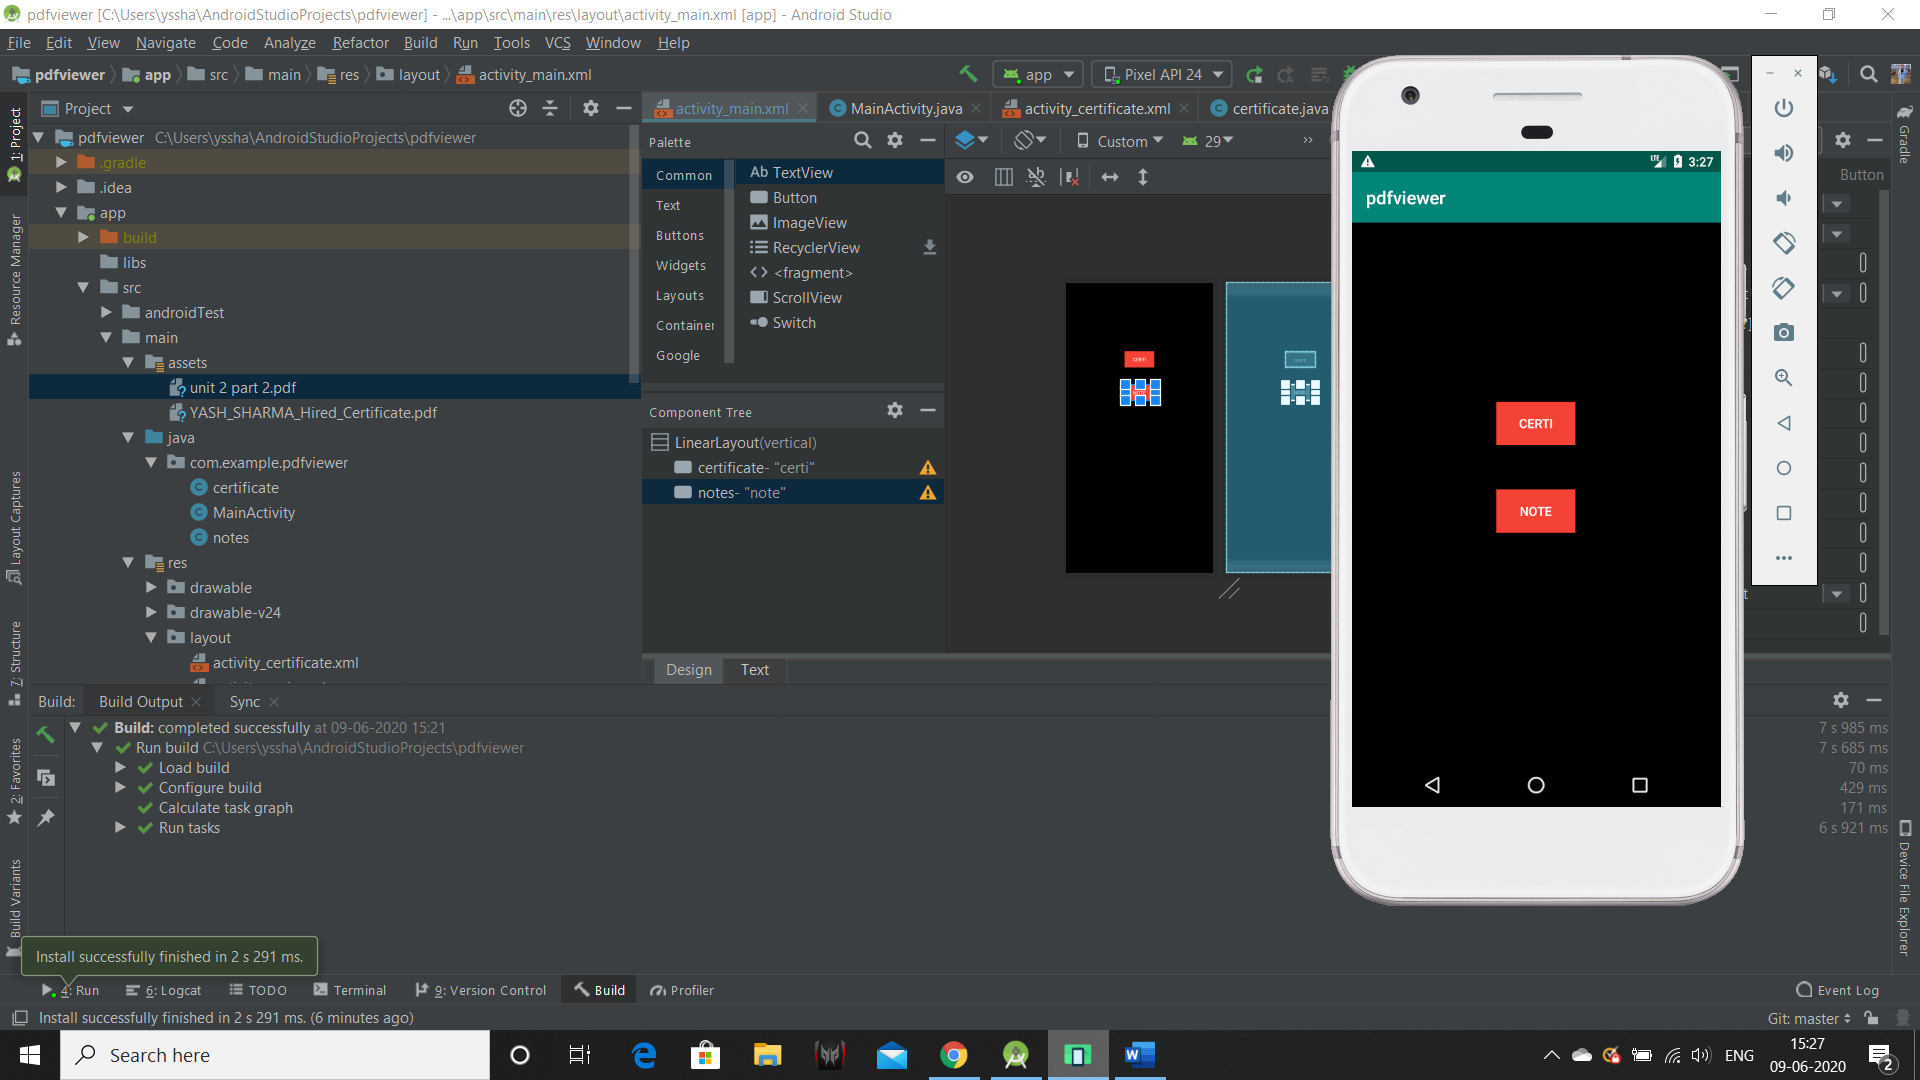 pdfviewer [C:\Users\yssha\AndroidStudioProjects\pdfviewer] - ...\app\src\main\res\layout\activity_main.xml [app] - Android Studio
File Edit View Navigate Code Analyze Refactor Build Run Tools VCS Window Help
pdfviewer app src main res layout activity_main.xml app Pixel API 24
Project activity_main.xml MainActivity.java activity_certificate.xml certificate.java
pdfviewer C:\Users\yssha\AndroidStudioProjects\pdfviewer
.gradle
.idea
app
build
libs
src
androidTest
main
assets
unit 2 part 2.pdf
YASH_SHARMA_Hired_Certificate.pdf
java
com.example.pdfviewer
certificate
MainActivity
notes
res
drawable
drawable-v24
layout
activity_certificate.xml
1: Project
Resource Manager
Layout Captures
7: Structure
2: Favorites
Build Variants
Palette
Common
Text
Buttons
Widgets
Layouts
Container
Google
Ab TextView
Button
ImageView
RecyclerView
<fragment>
ScrollView
Switch
Component Tree
LinearLayout(vertical)
certificate- "certi"
notes- "note"
Custom 29
Button
CERTI
Design Text
3:27
pdfviewer
CERTI
NOTE
Gradle
Device File Explorer
Build: Build Output Sync
Build: completed successfully at 09-06-2020 15:21 7 s 985 ms
Run build C:\Users\yssha\AndroidStudioProjects\pdfviewer 7 s 685 ms
Load build 70 ms
Configure build 429 ms
Calculate task graph 171 ms
Run tasks 6 s 921 ms
Install successfully finished in 2 s 291 ms.
4: Run 6: Logcat TODO Terminal 9: Version Control Build Profiler Event Log
Install successfully finished in 2 s 291 ms. (6 minutes ago) Git: master
Search here ENG 15:27
09-06-2020 2